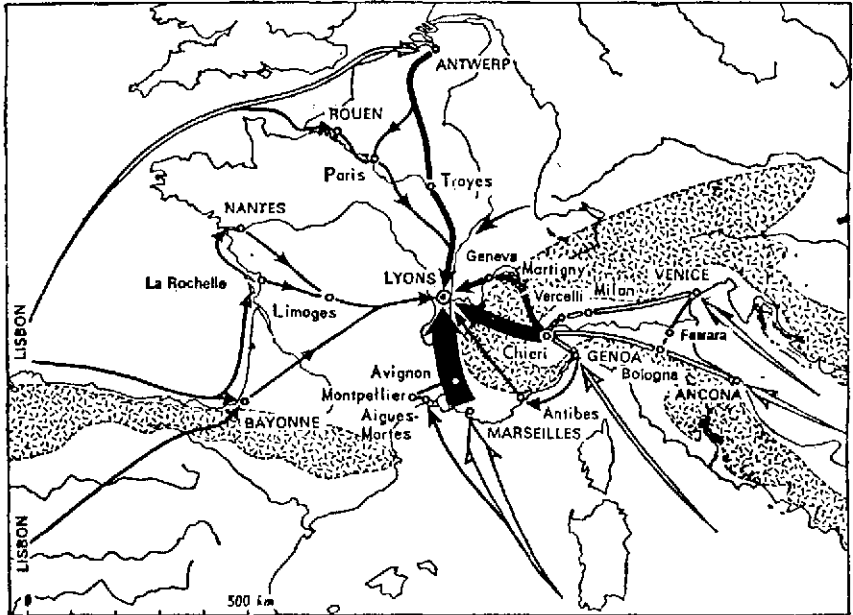 ANTWERP
ROUEN
Paris
Troyes
NANTES
LYONS
Geneva
Martigny
La Rochelle
Limoges
Vercelli
Milan
VENICE
LISBON
Chieri
Ferrara
GENOA
Bologna
Avignon
Montpellier
Aigues-
Mortes
ANCONA
BAYONNE
MARSEILLES
Antibes
LISBON
500 km